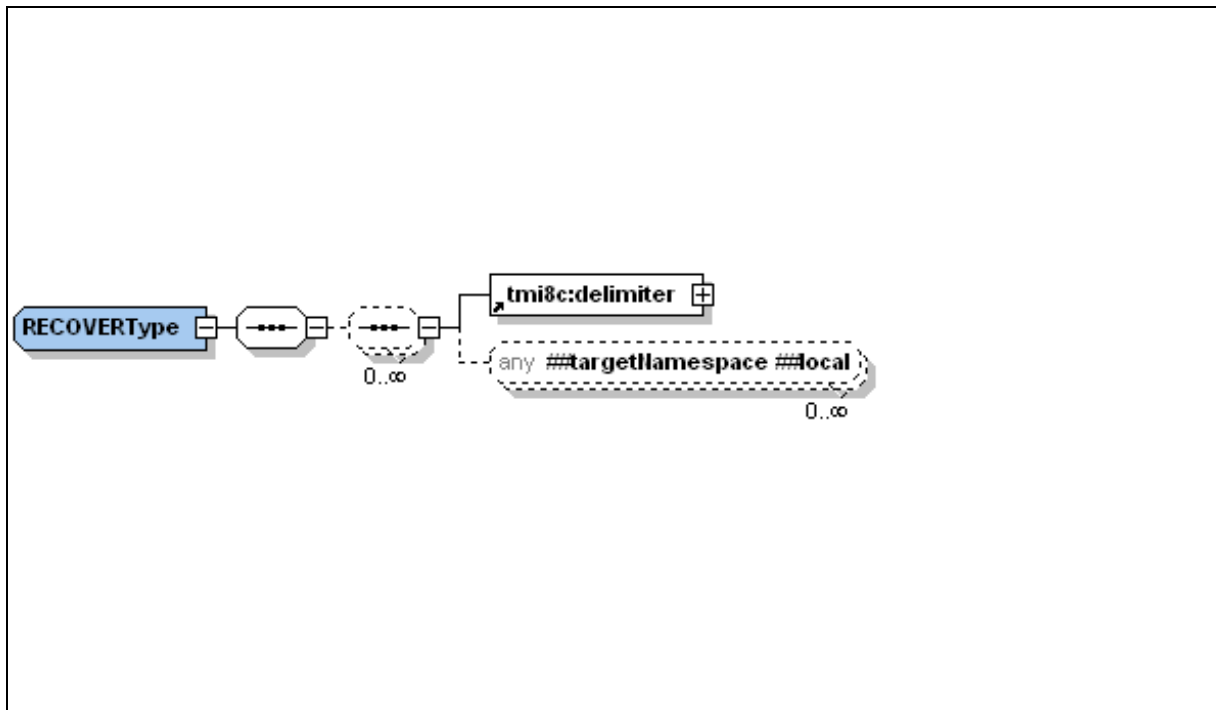 tmi8c:delimiter
RECOVERType
any ##targetNamespace ##local
0..∞
0..∞